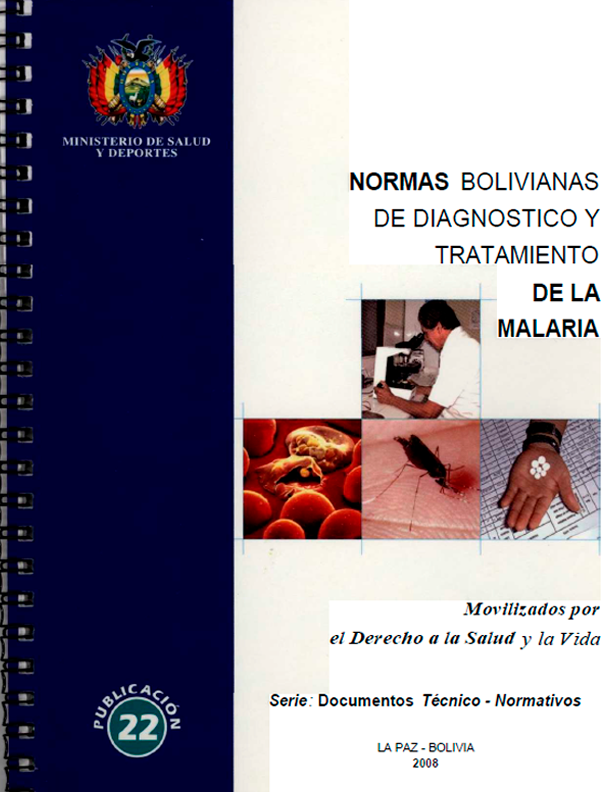 MINISTERIO DE SALUD
Y DEPORTES
NORMAS BOLIVIANAS
DE DIAGNOSTICO Y
TRATAMIENTO
DE LA
MALARIA
Movilizados por
el Derecho a la Salud y la Vida
Serie: Documentos Técnico - Normativos
PUBLICACIÓN
22
LA PAZ - BOLIVIA
2008